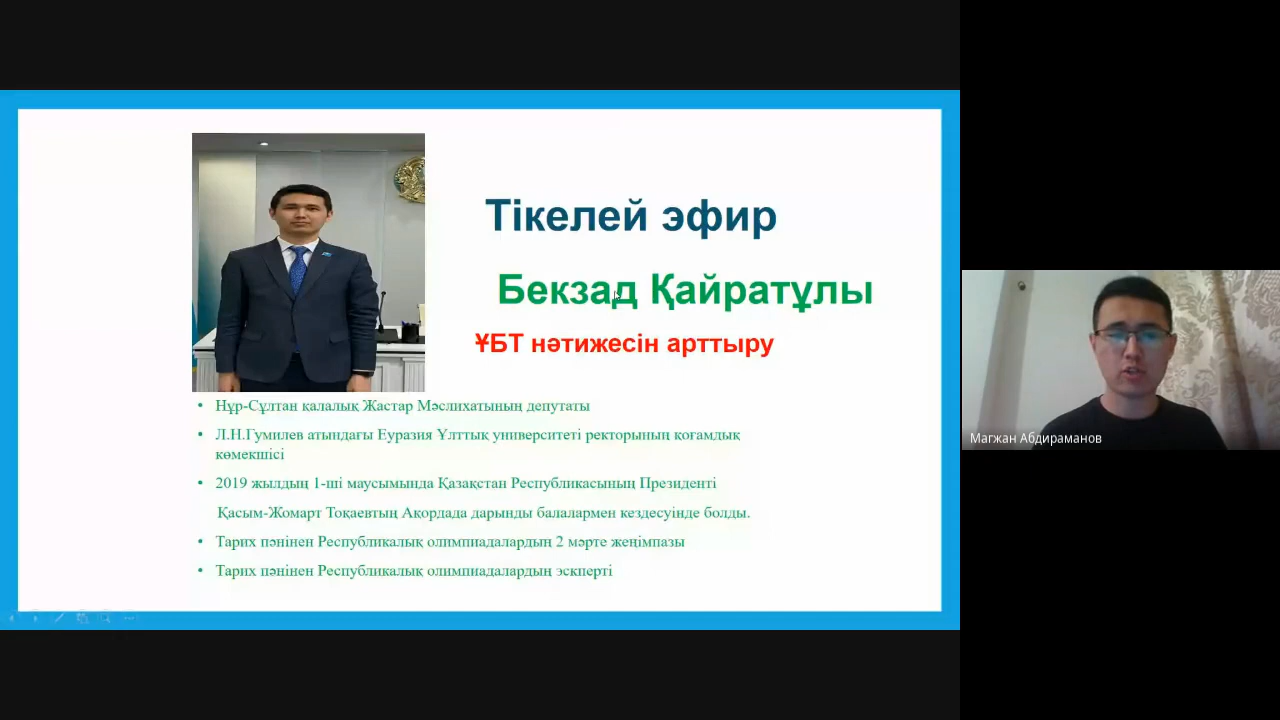 Тікелей эфир
Бекзад Қайратұлы
ҰБТ нәтижесін арттыру
• Нұр-Сұлтан қалалық Жастар Мәслихатының депутаты
• Л.Н.Гумилев атындағы Еуразия Ұлттық университеті ректорының қоғамдық
көмекшісі
• 2019 жылдың 1-ші маусымында Қазақстан Республикасының Президенті
Қасым-Жомарт Тоқаевтың Ақордада дарынды балалармен кездесуінде болды.
• Тарих пәнінен Республикалық олимпиадалардың 2 мәрте жеңімпазы
• Тарих пәнінен Республикалық олимпиадалардың эскперті
Магжан Абдираманов